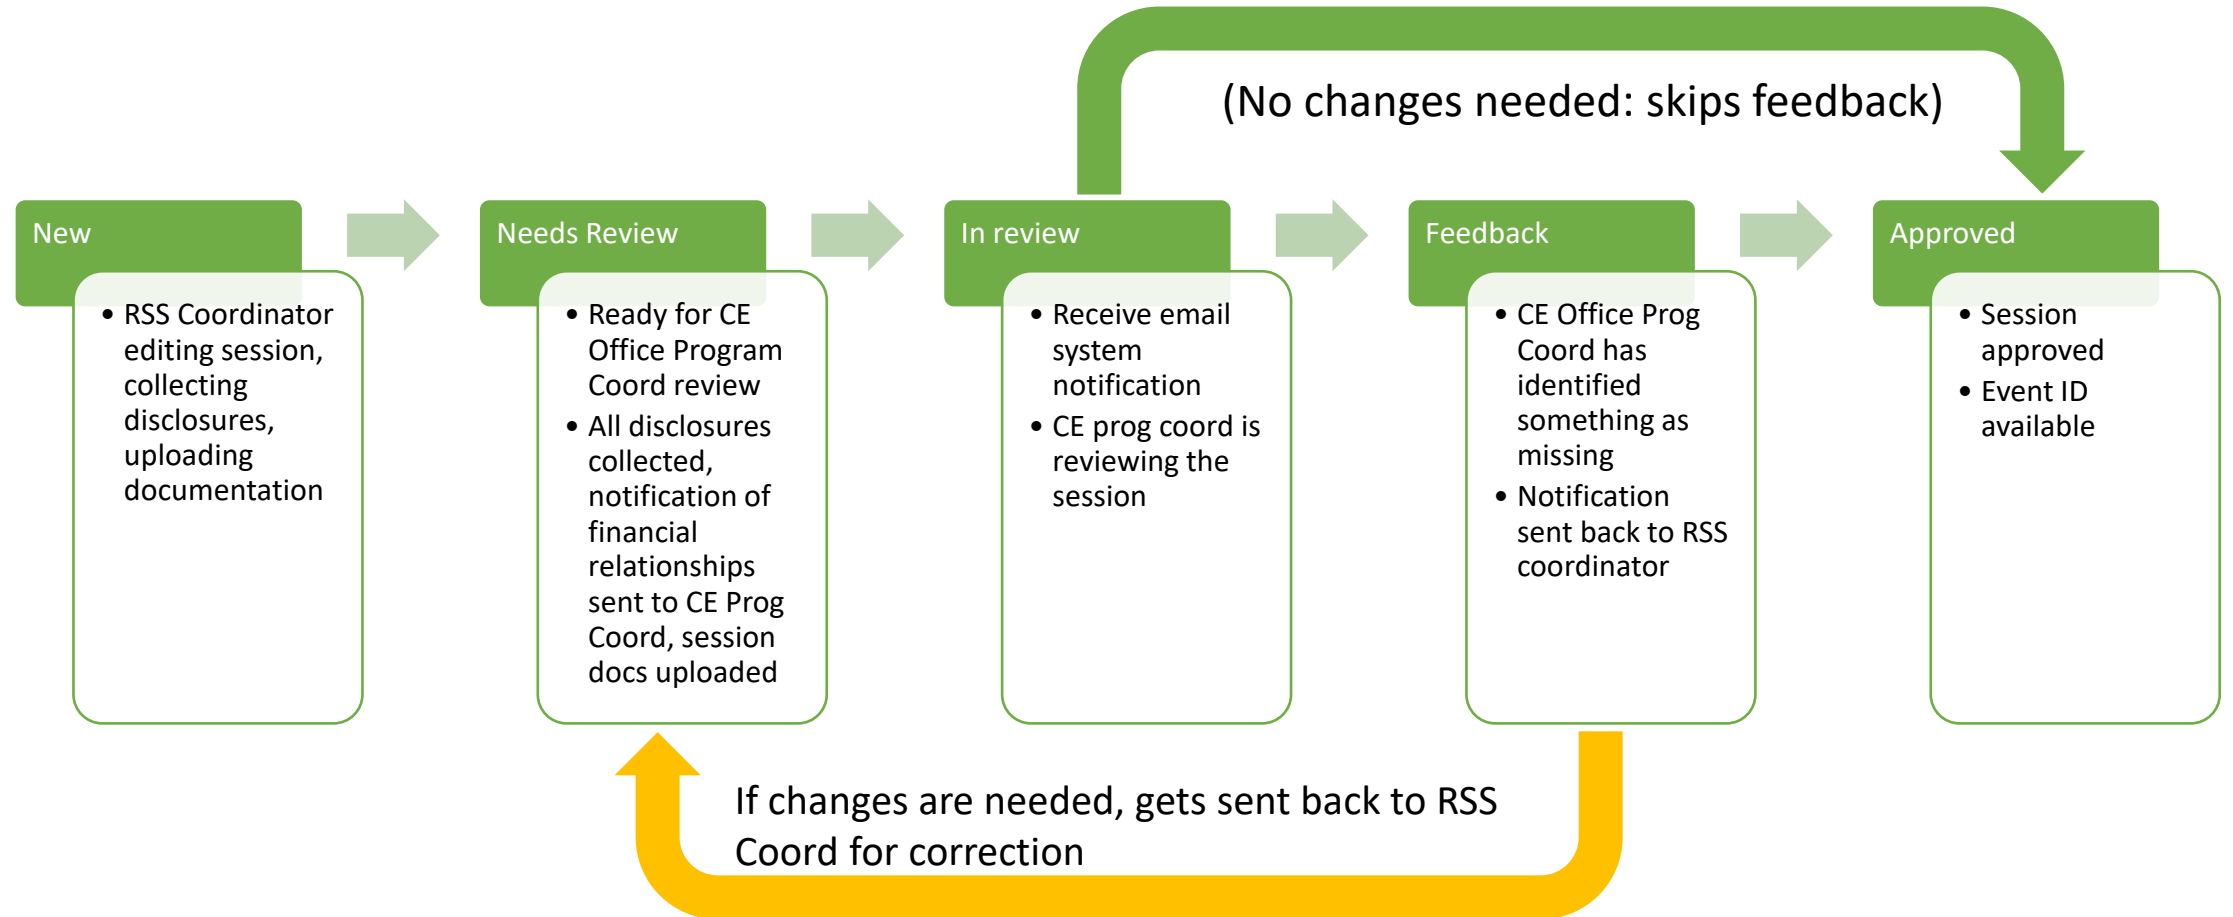 (No changes needed: skips feedback)
New
• RSS Coordinator
editing session,
collecting
disclosures,
uploading
documentation
Needs Review
• Ready for CE
Office Program
Coord review
• All disclosures
collected,
notification of
financial
relationships
sent to CE Prog
Coord, session
docs uploaded
In review
• Receive email
system
notification
• CE prog coord is
reviewing the
session
Feedback
• CE Office Prog
Coord has
identified
something as
missing
• Notification
sent back to RSS
coordinator
Approved
• Session
approved
• Event ID
available
If changes are needed, gets sent back to RSS
Coord for correction